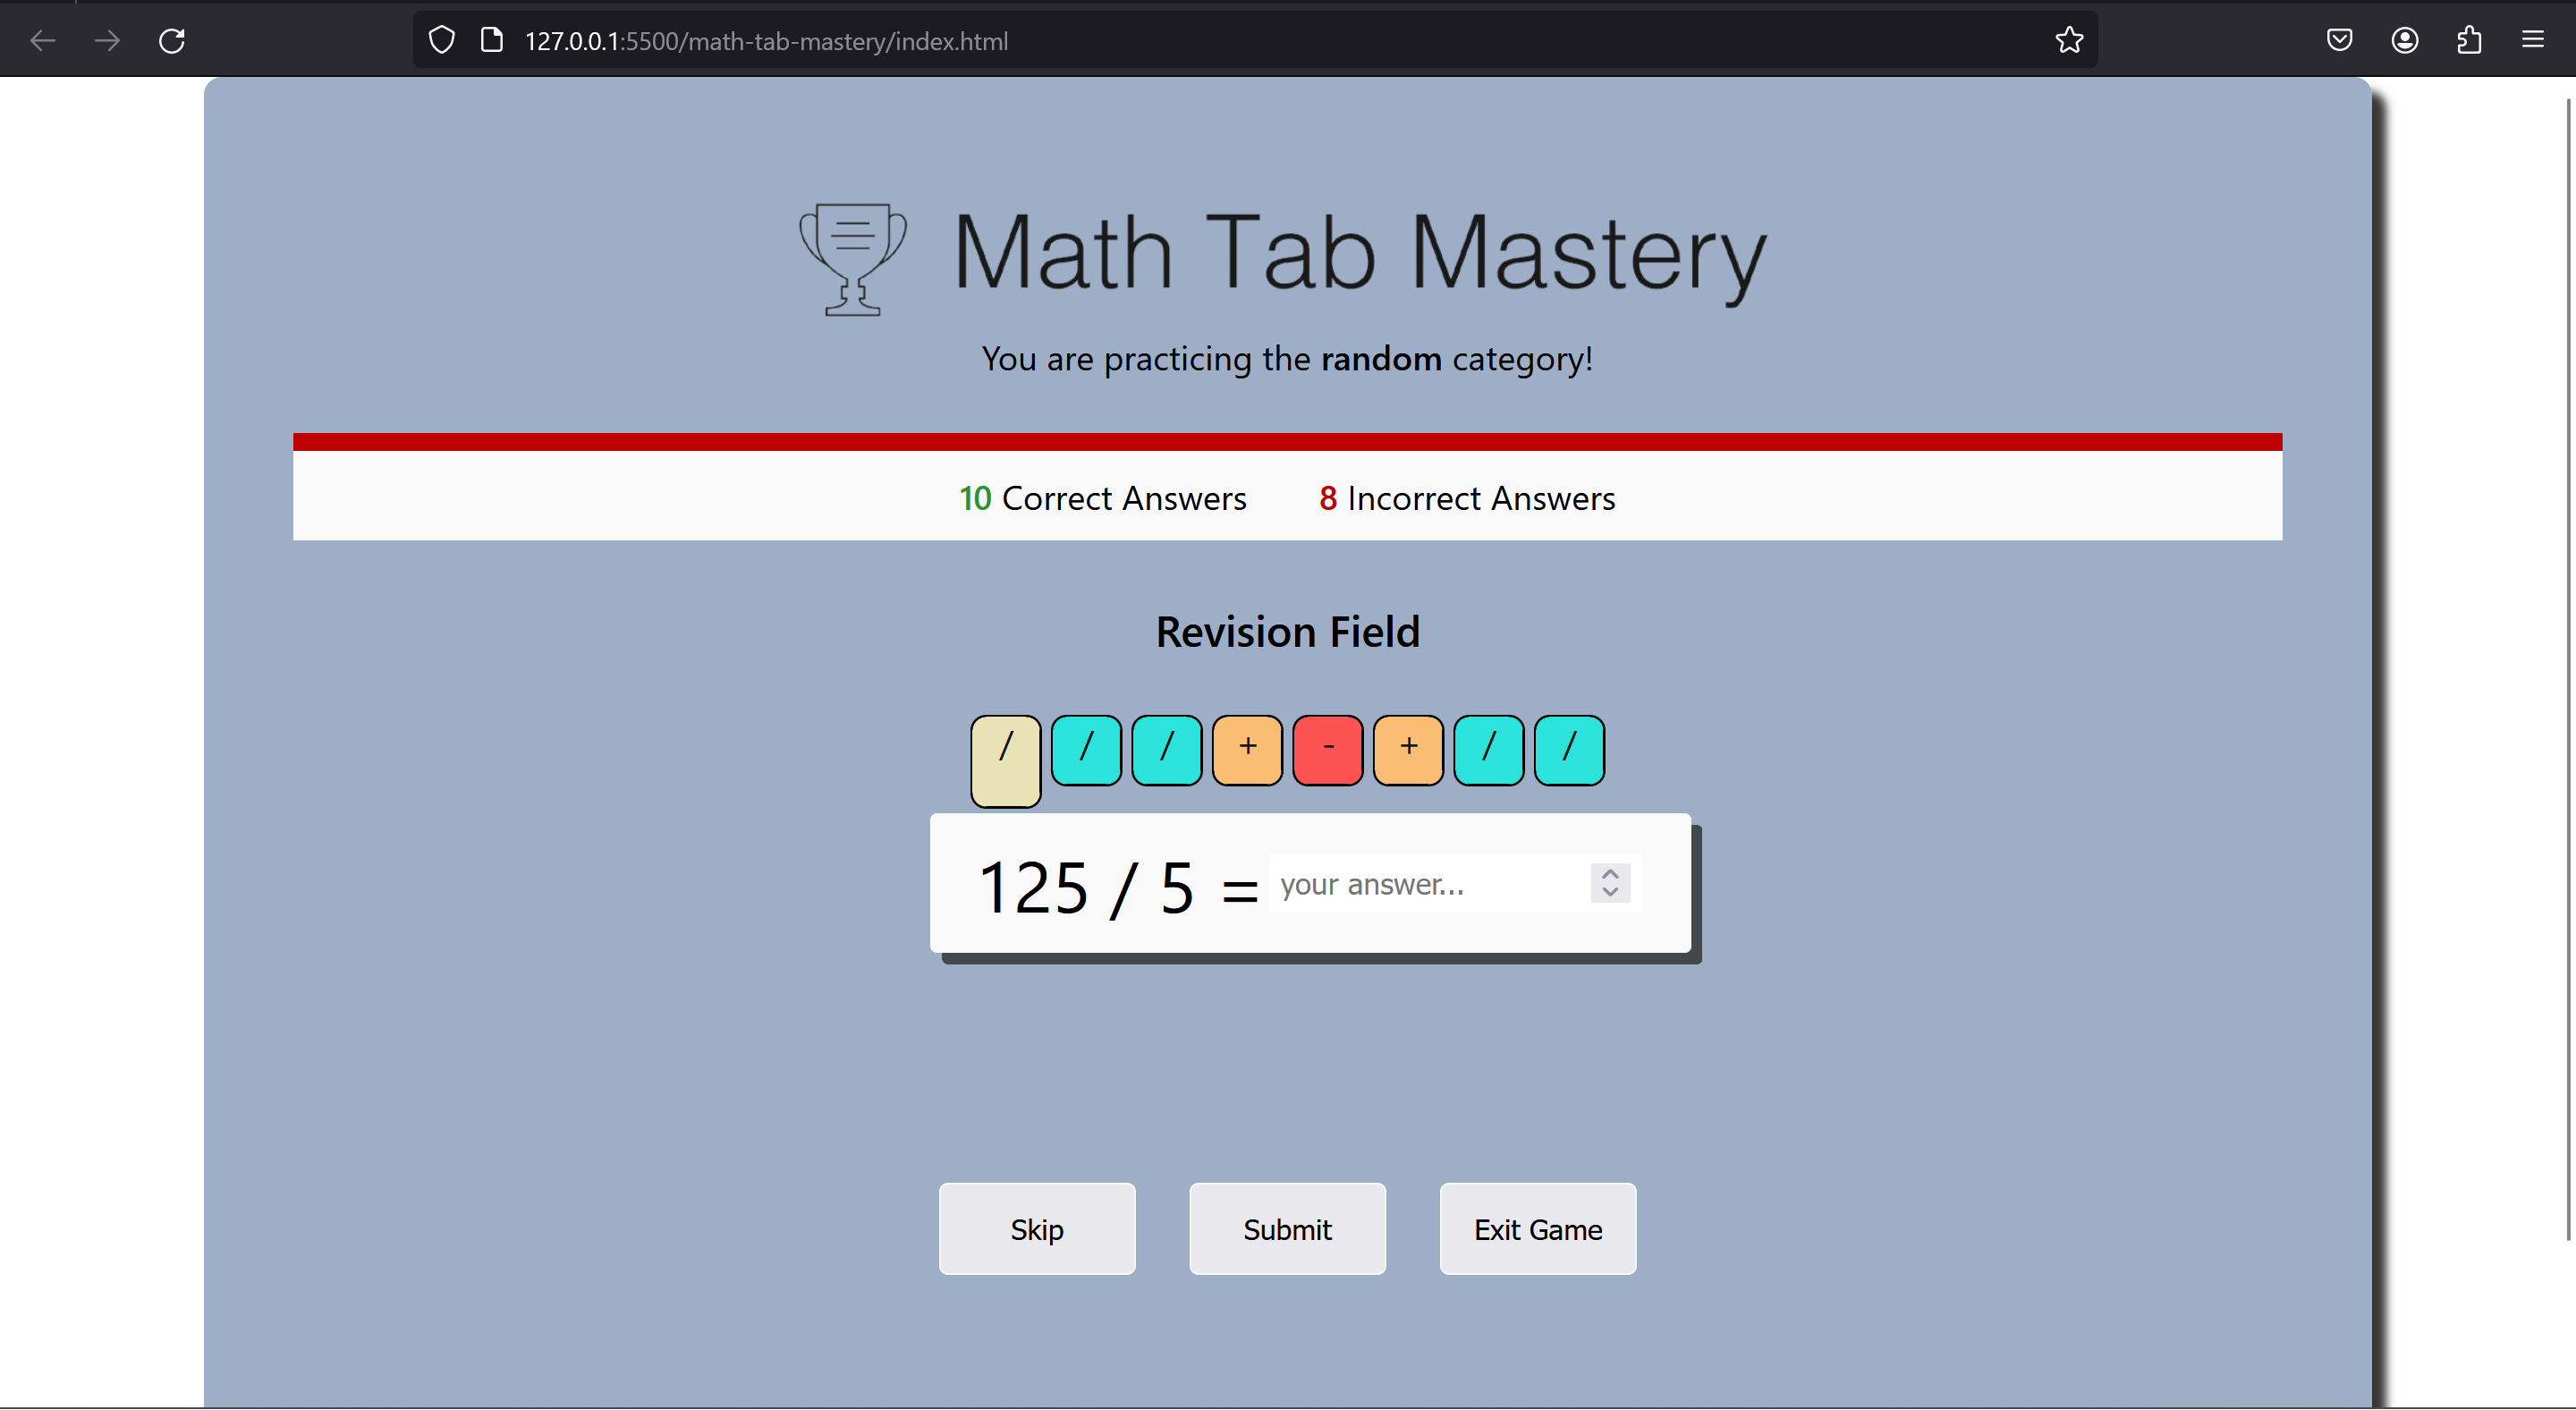 127.0.0.1:5500/math-tab-mastery/index.html
Math Tab Mastery
You are practicing the random category!
10 Correct Answers 8 Incorrect Answers
Revision Field
/ / / + - + / /
125 / 5 = your answer...
Skip Submit Exit Game